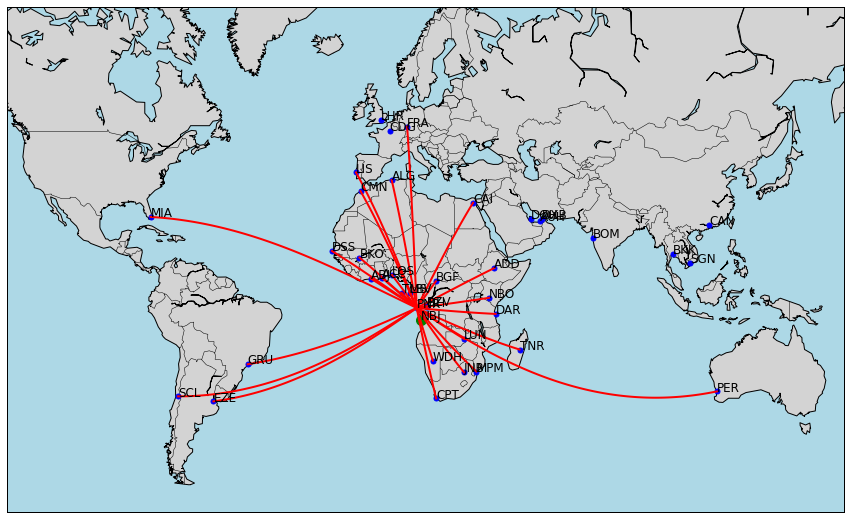 LHR
CDG
FRA
LIS
ALG
CMN
CAI
MIA
DSS
BKO
DOH
DXB
BOM
CAN
BKK
SGN
ADD
BGF
ABJ
LOS
NBO
DAR
NBJ
LUN
TNR
WDH
JNB
MPM
CPT
GRU
SCL
EZE
PER